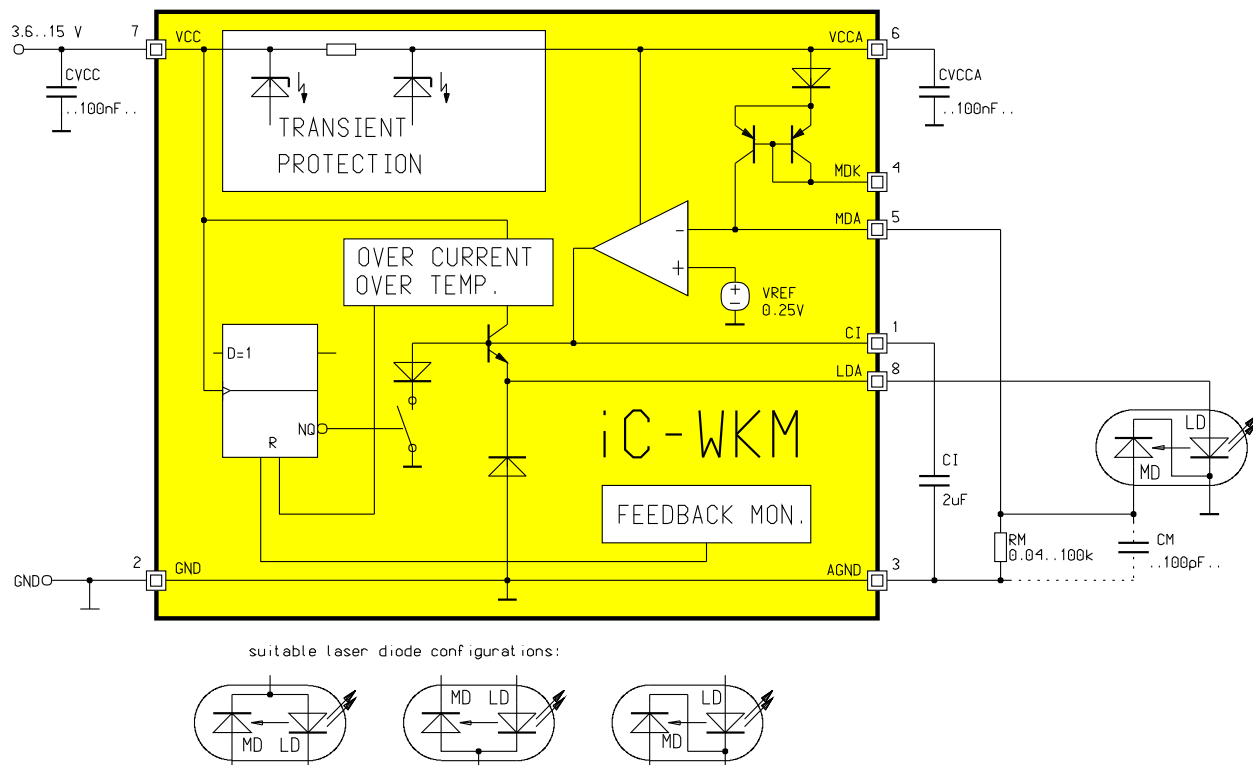 3.6..15 V
7
VCC
VCCA
6
CVCC
..100nF..
CVCCA
..100nF..
TRANSIENT
PROTECTION
MDK
4
MDA
5
OVER CURRENT
OVER TEMP.
-
+
+
-
VREF
0.25V
CI
1
LDA
8
D=1
NQ
R
iC-WKM
LD
MD
CI
2uF
FEEDBACK MON.
RM
0.04..100k
CM
..100pF..
GND
2
GND
AGND
3
suitable laser diode configurations:
MD LD
MD LD
LD
MD